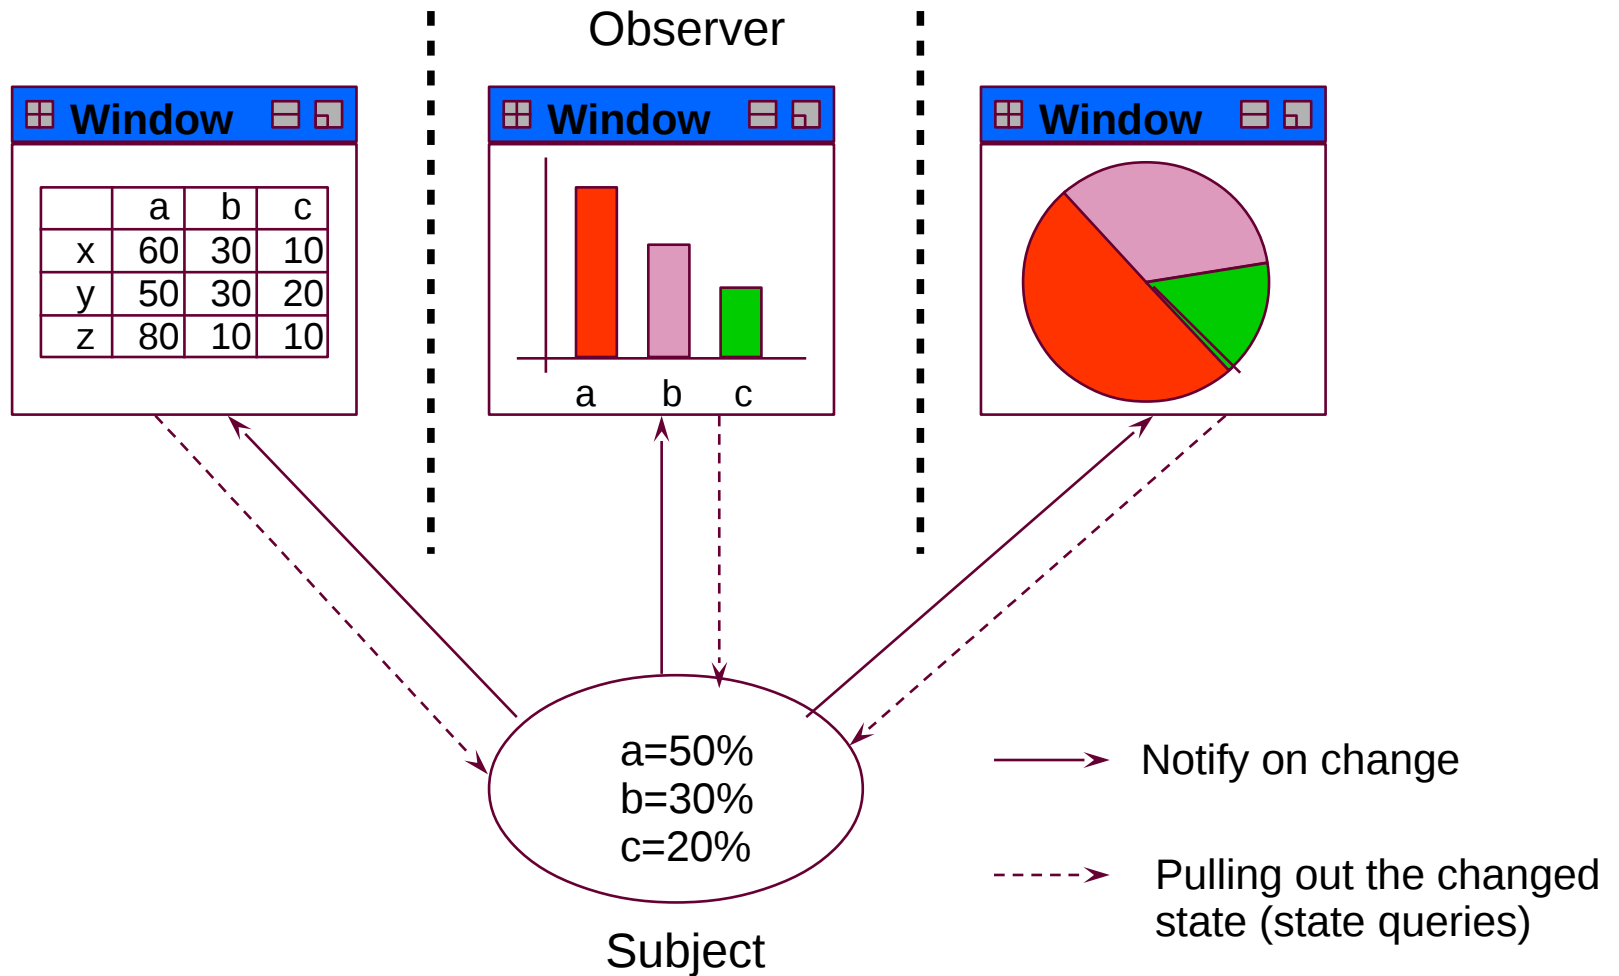 Observer
Window
a b c
x 60 30 10
y 50 30 20
z 80 10 10
Window
a b c
Window
a=50%
b=30%
c=20%
Subject
Notify on change
Pulling out the changed
state (state queries)